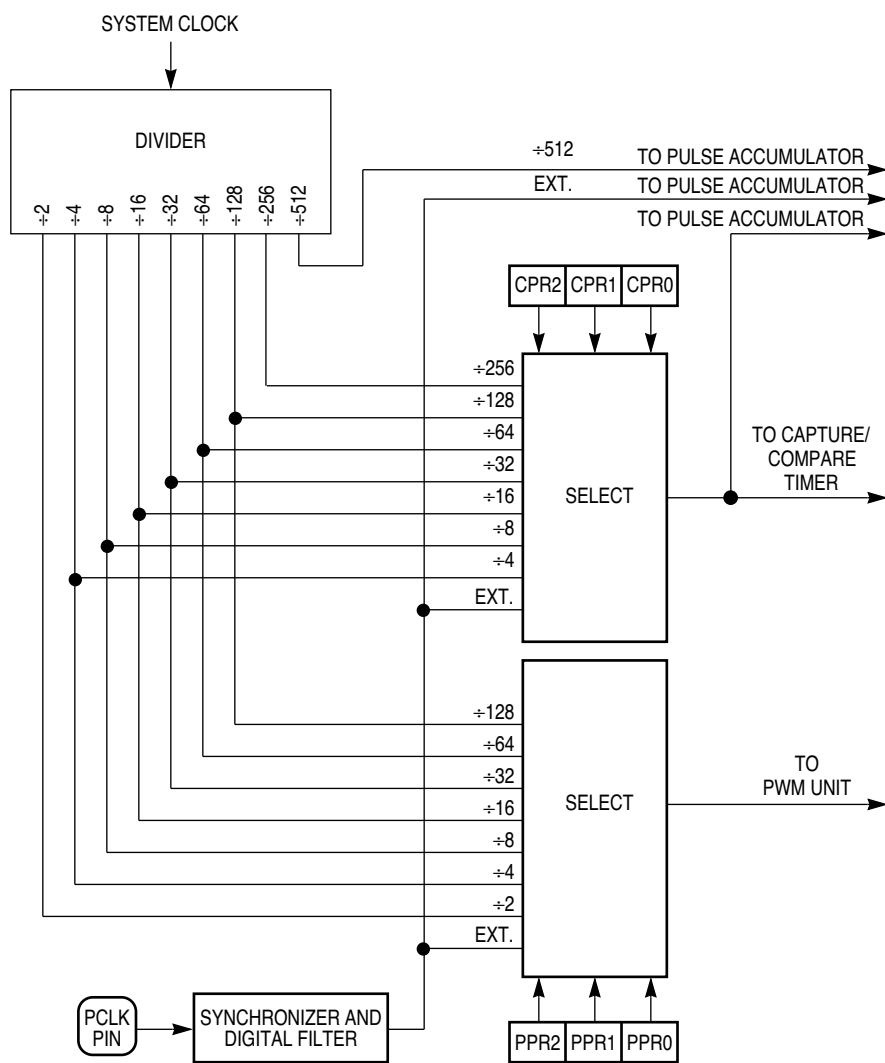 SYSTEM CLOCK
DIVIDER
÷2 ÷4 ÷8 ÷16 ÷32 ÷64 ÷128 ÷256 ÷512
÷512 TO PULSE ACCUMULATOR
EXT. TO PULSE ACCUMULATOR
TO PULSE ACCUMULATOR
CPR2 CPR1 CPR0
÷256
÷128
÷64
÷32
÷16
÷8
÷4
EXT.
SELECT
TO CAPTURE/
COMPARE
TIMER
÷128
÷64
÷32
÷16
÷8
÷4
÷2
EXT.
SELECT
TO
PWM UNIT
PCLK
PIN
SYNCHRONIZER AND
DIGITAL FILTER
PPR2 PPR1 PPR0